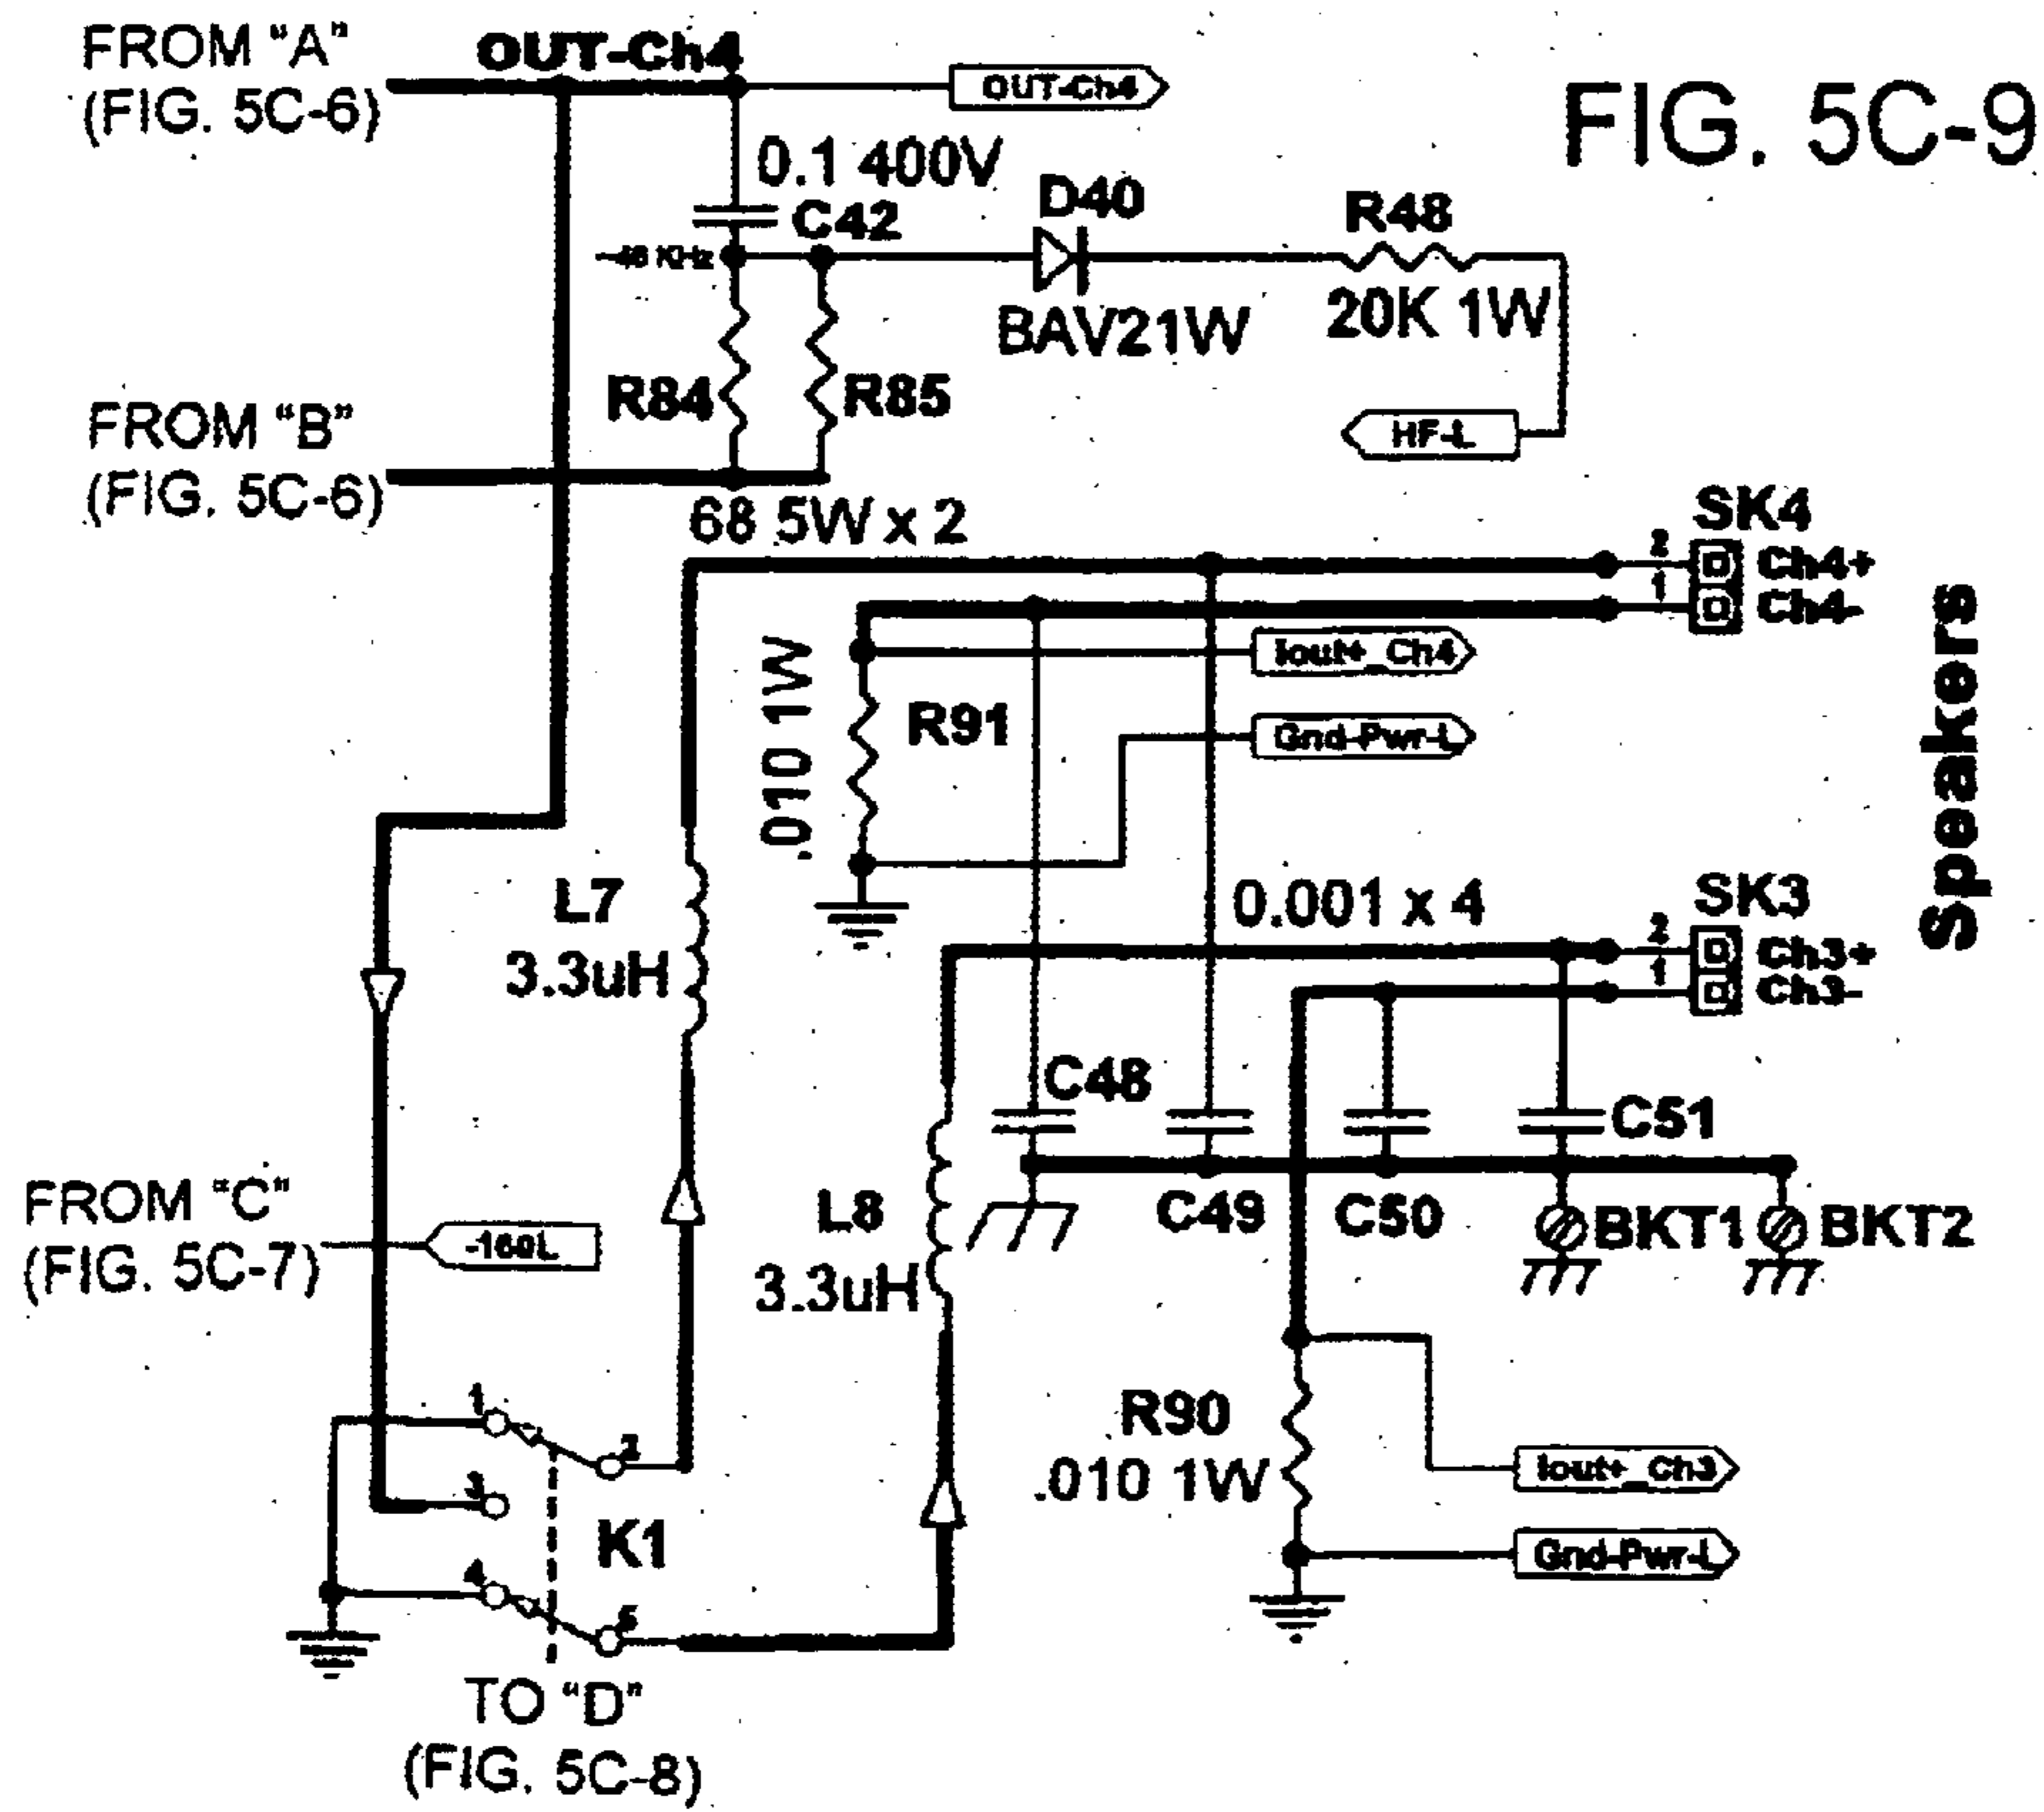 FROM "A"
(FIG. 5C-6)
OUT-Ch4
OUT-Ch4
FIG. 5C-9
0.1 400V
C42
D40
BAV21W
R48
20K 1W
KHz
R84
R85
HF-L
FROM "B"
(FIG. 5C-6)
68 5W x 2
SK4
2
Ch4+
1
Ch4-
Iout+_Ch4
.010 1W
R91
Gnd-Pwr-L
Speakers
L7
3.3uH
0.001 x 4
SK3
2
Ch3+
1
Ch3-
C48
C51
FROM "C"
(FIG. 5C-7)
-160L
L8
3.3uH
C49
C50
BKT1
BKT2
1
2
3
K1
4
5
R90
.010 1W
Iout+_Ch3
Gnd-Pwr-L
TO "D"
(FIG. 5C-8)